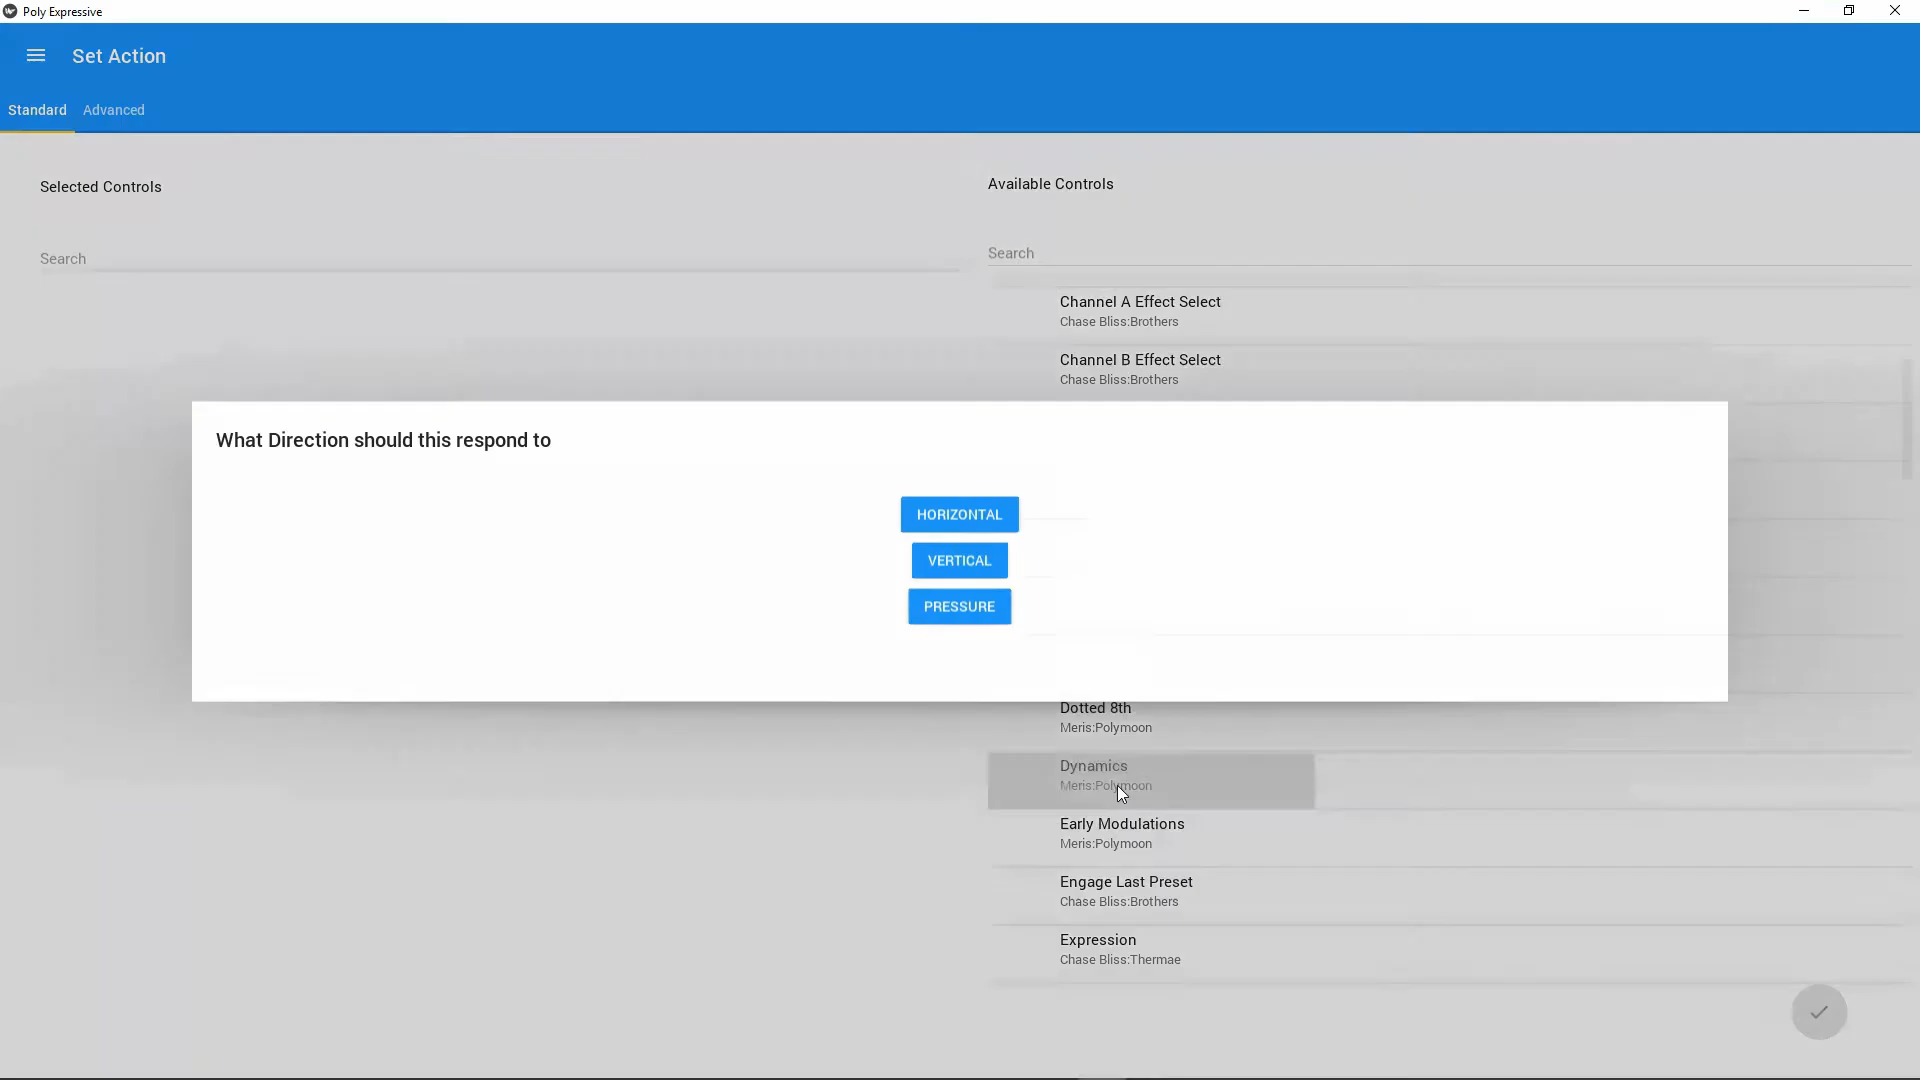 Poly Expressive
Set Action
Standard
Advanced
Selected Controls
Available Controls
Search
Search
Channel A Effect Select
Chase Bliss:Brothers
Channel B Effect Select
Chase Bliss:Brothers
What Direction should this respond to
HORIZONTAL
VERTICAL
PRESSURE
Dotted 8th
Meris:Polymoon
Dynamics
Meris:Polymoon
Early Modulations
Meris:Polymoon
Engage Last Preset
Chase Bliss:Brothers
Expression
Chase Bliss:Thermae